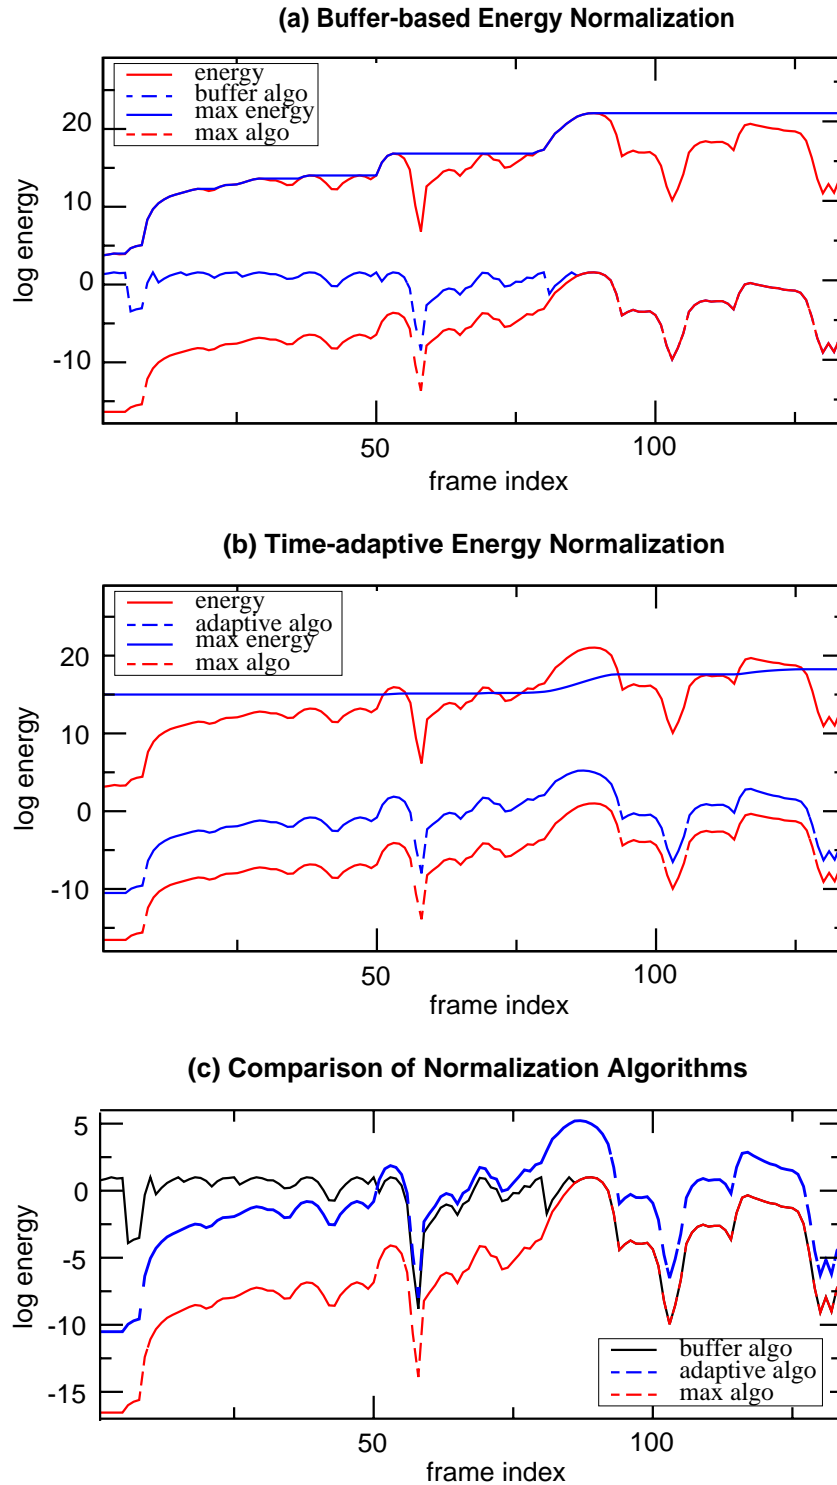 (a) Buffer-based Energy Normalization
energy
buffer algo
max energy
max algo
20
10
0
-10
log energy
50
100
frame index
(b) Time-adaptive Energy Normalization
energy
adaptive algo
max energy
max algo
20
10
0
-10
log energy
50
100
frame index
(c) Comparison of Normalization Algorithms
5
0
-5
-10
-15
log energy
buffer algo
adaptive algo
max algo
50
100
frame index